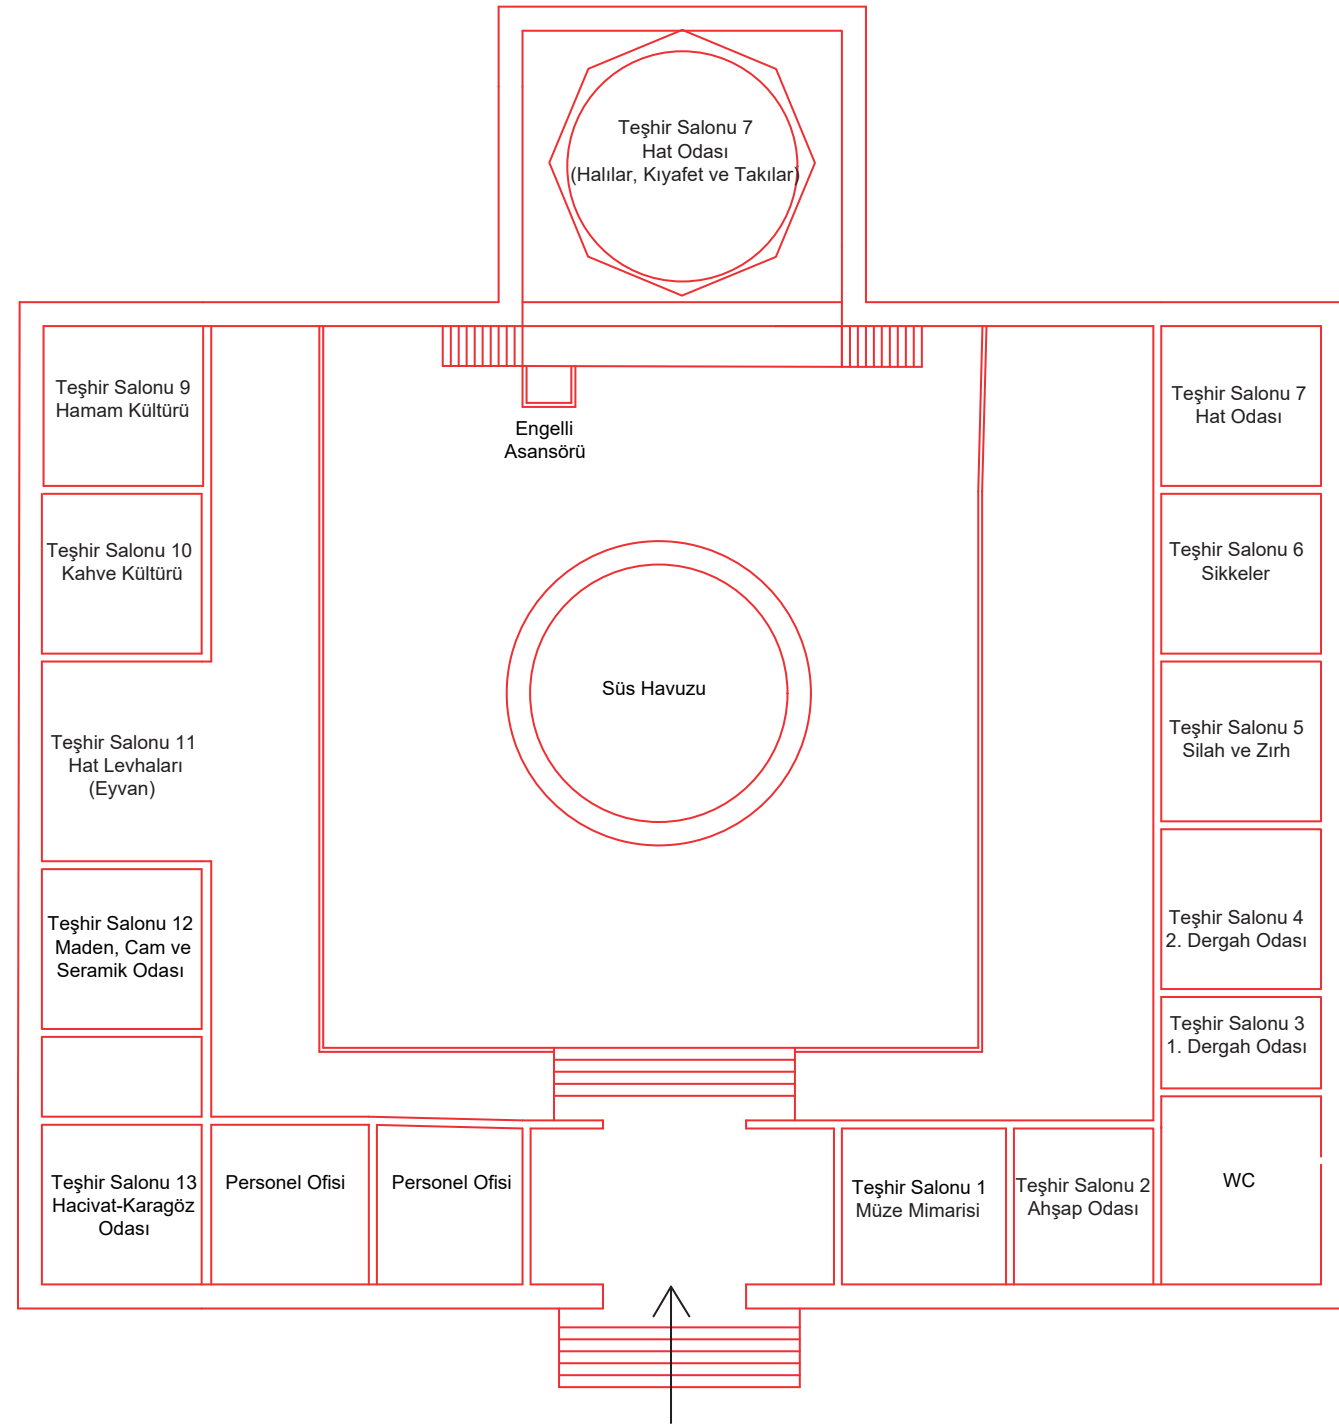 Teşhir Salonu 7
Hat Odası
(Halılar, Kıyafet ve Takılar)
Teşhir Salonu 9
Hamam Kültürü
Engelli
Asansörü
Teşhir Salonu 7
Hat Odası
Teşhir Salonu 10
Kahve Kültürü
Teşhir Salonu 6
Sikkeler
Süs Havuzu
Teşhir Salonu 11
Hat Levhaları
(Eyvan)
Teşhir Salonu 5
Silah ve Zırh
Teşhir Salonu 12
Maden, Cam ve
Seramik Odası
Teşhir Salonu 4
2. Dergah Odası
Teşhir Salonu 3
1. Dergah Odası
Teşhir Salonu 13
Hacivat-Karagöz
Odası
Personel Ofisi
Personel Ofisi
Teşhir Salonu 1
Müze Mimarisi
Teşhir Salonu 2
Ahşap Odası
WC